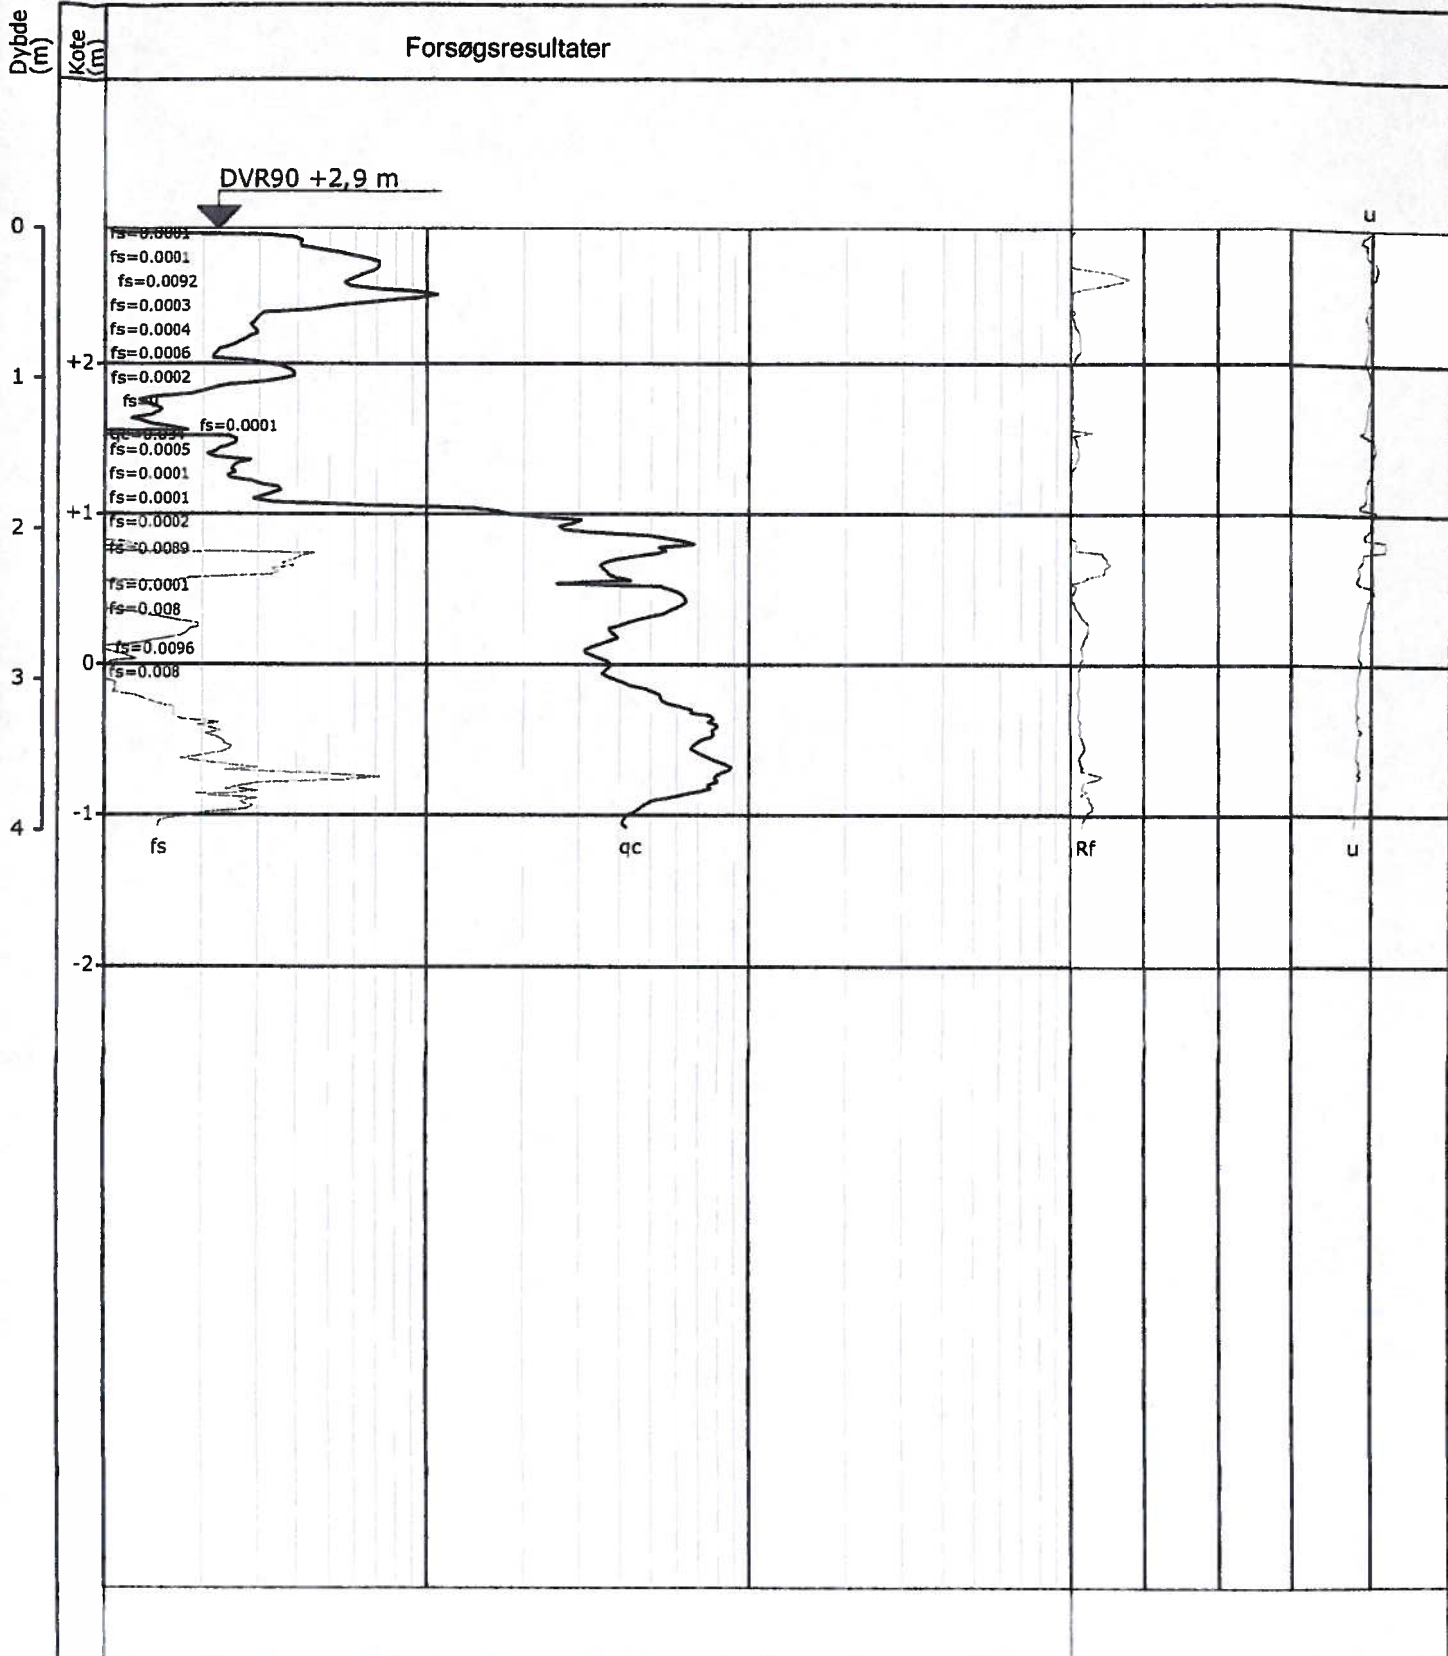 Dybde (m)
Kote (m)
Forsøgsresultater
DVR90 +2,9 m
u
0
fs=0.0001
fs=0.0001
fs=0.0092
fs=0.0003
fs=0.0004
fs=0.0006
+2
1
fs=0.0002
fs=0.0001
fs=0.0005
fs=0.0001
fs=0.0001
+1
2
fs=0.0002
fs=0.0089
fs=0.0001
fs=0.008
fs=0.0096
0
3
fs=0.008
-1
4
fs
qc
Rf
u
-2